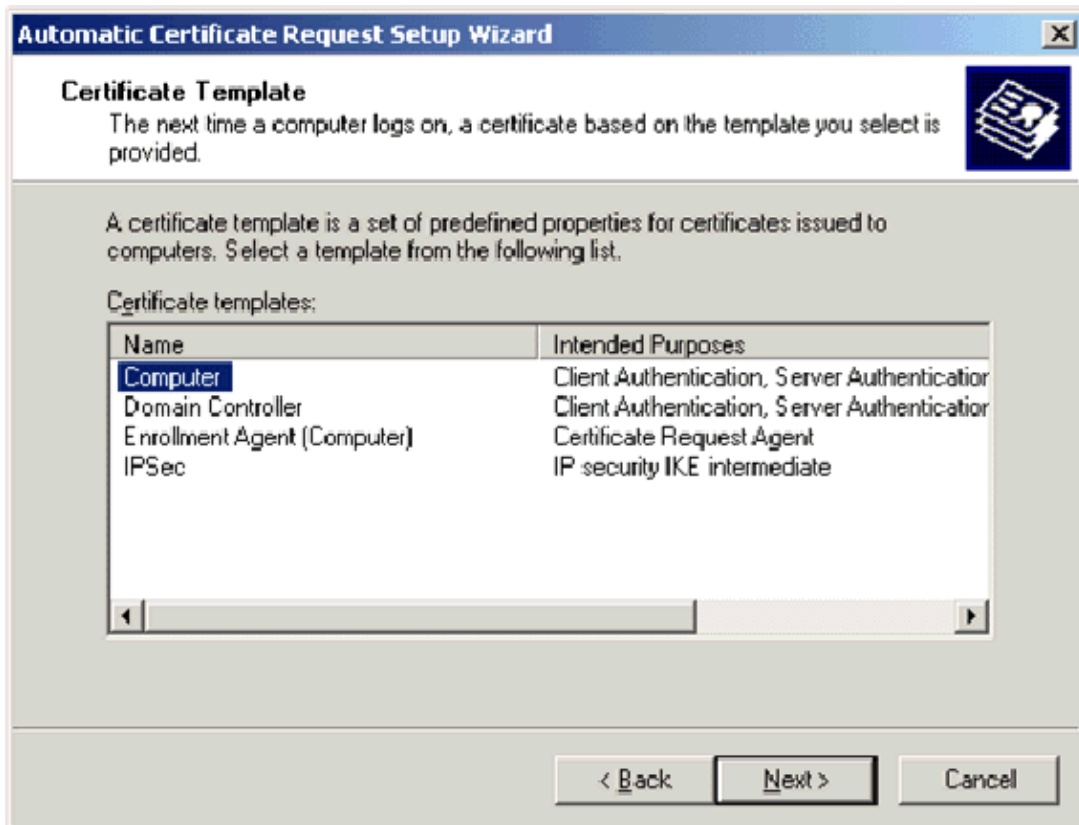 Automatic Certificate Request Setup Wizard
Certificate Template
The next time a computer logs on, a certificate based on the template you select is
provided.
A certificate template is a set of predefined properties for certificates issued to
computers. Select a template from the following list.
Certificate templates:
Name Intended Purposes
Computer Client Authentication, Server Authentication
Domain Controller Client Authentication, Server Authentication
Enrollment Agent (Computer) Certificate Request Agent
IPSec IP security IKE intermediate
< Back Next > Cancel